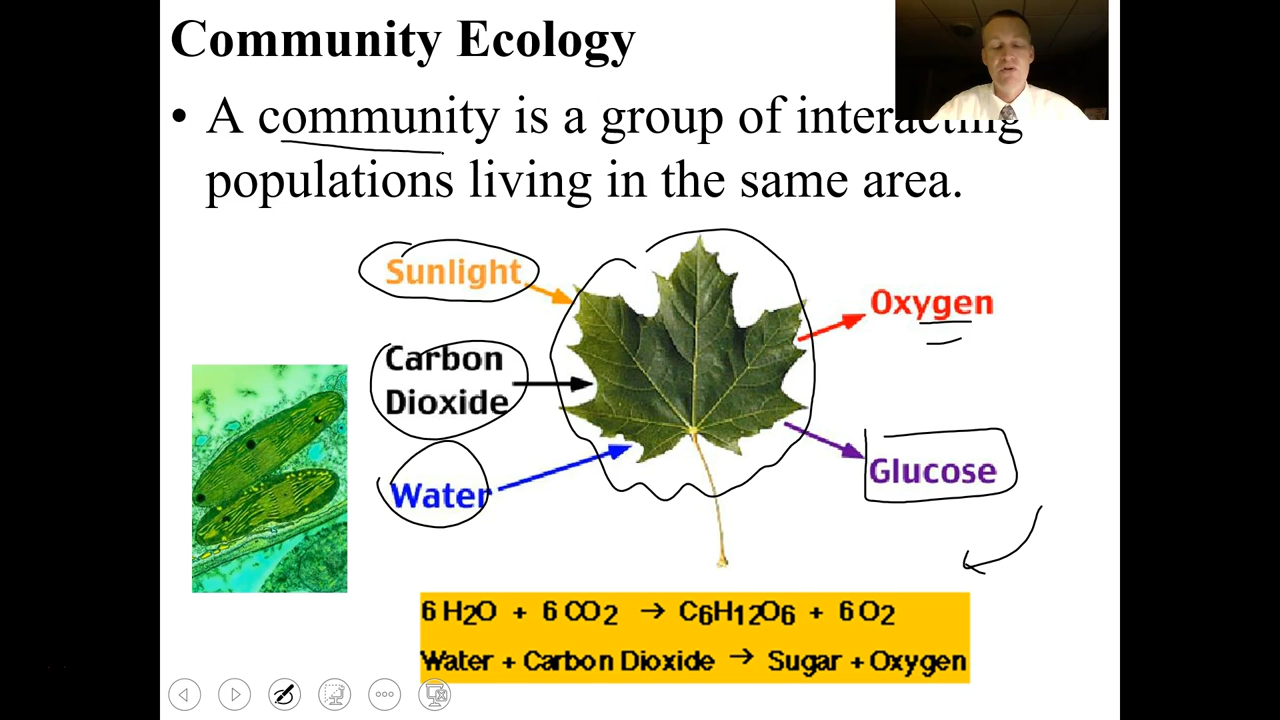 Community Ecology
• A community is a group of interacting
populations living in the same area.
Sunlight
Carbon
Dioxide
Water
Oxygen
Glucose
6 H2O + 6 CO2 → C6H12O6 + 6 O2
Water + Carbon Dioxide → Sugar + Oxygen